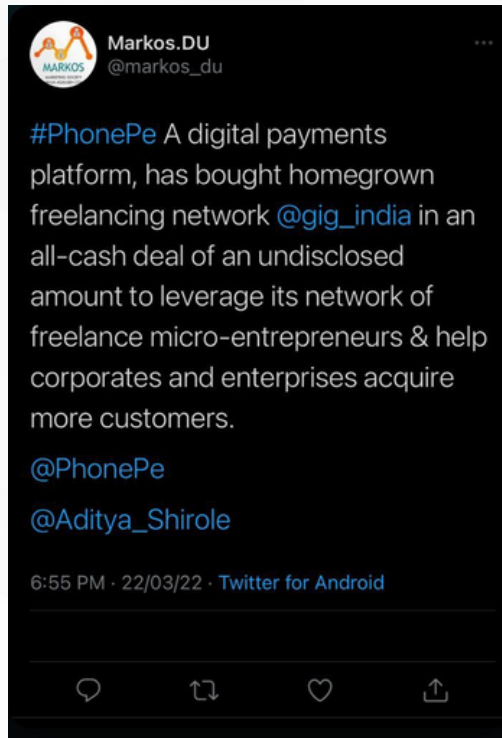 Markos.DU
@markos_du
MARKOS
#PhonePe A digital payments
platform, has bought homegrown
freelancing network @gig_india in an
all-cash deal of an undisclosed
amount to leverage its network of
freelance micro-entrepreneurs & help
corporates and enterprises acquire
more customers.
@PhonePe
@Aditya_Shirole
6:55 PM · 22/03/22 · Twitter for Android